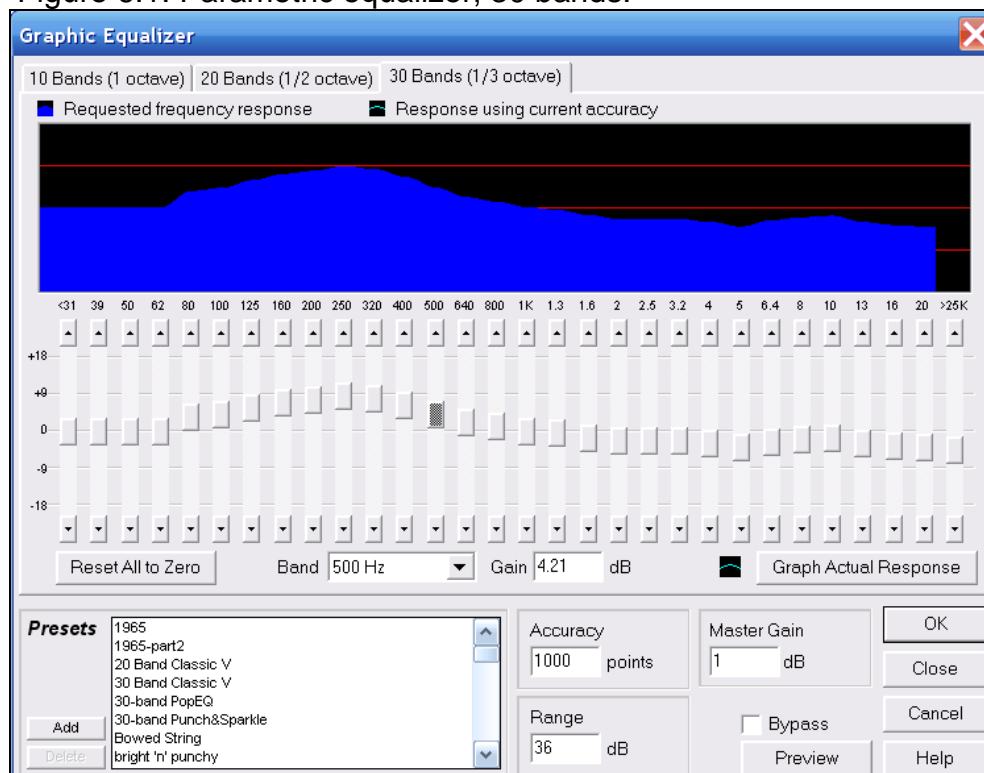 Figure 6.1. Parametric equalizer, 30 bands.
Graphic Equalizer
10 Bands (1 octave) 20 Bands (1/2 octave) 30 Bands (1/3 octave)
Requested frequency response Response using current accuracy
<31 39 50 62 80 100 125 160 200 250 320 400 500 640 800 1K 1.3 1.6 2 2.5 3.2 4 5 6.4 8 10 13 16 20 >25K
+18
+9
0
-9
-18
Reset All to Zero Band 500 Hz Gain 4.21 dB Graph Actual Response
Presets
1965
1965-part2
20 Band Classic V
30 Band Classic V
30-band PopEQ
30-band Punch&Sparkle
Bowed String
bright 'n' punchy
Add
Delete
Accuracy
1000 points
Range
36 dB
Master Gain
1 dB
Bypass
Preview
OK
Close
Cancel
Help